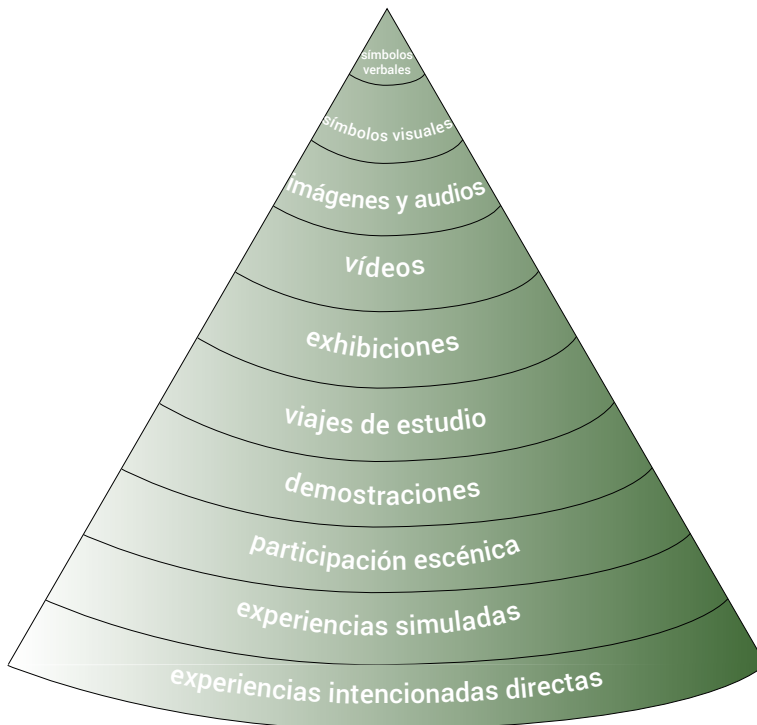 símbolos
verbales
símbolos visuales
imágenes y audios
vídeos
exhibiciones
viajes de estudio
demostraciones
participación escénica
experiencias simuladas
experiencias intencionadas directas